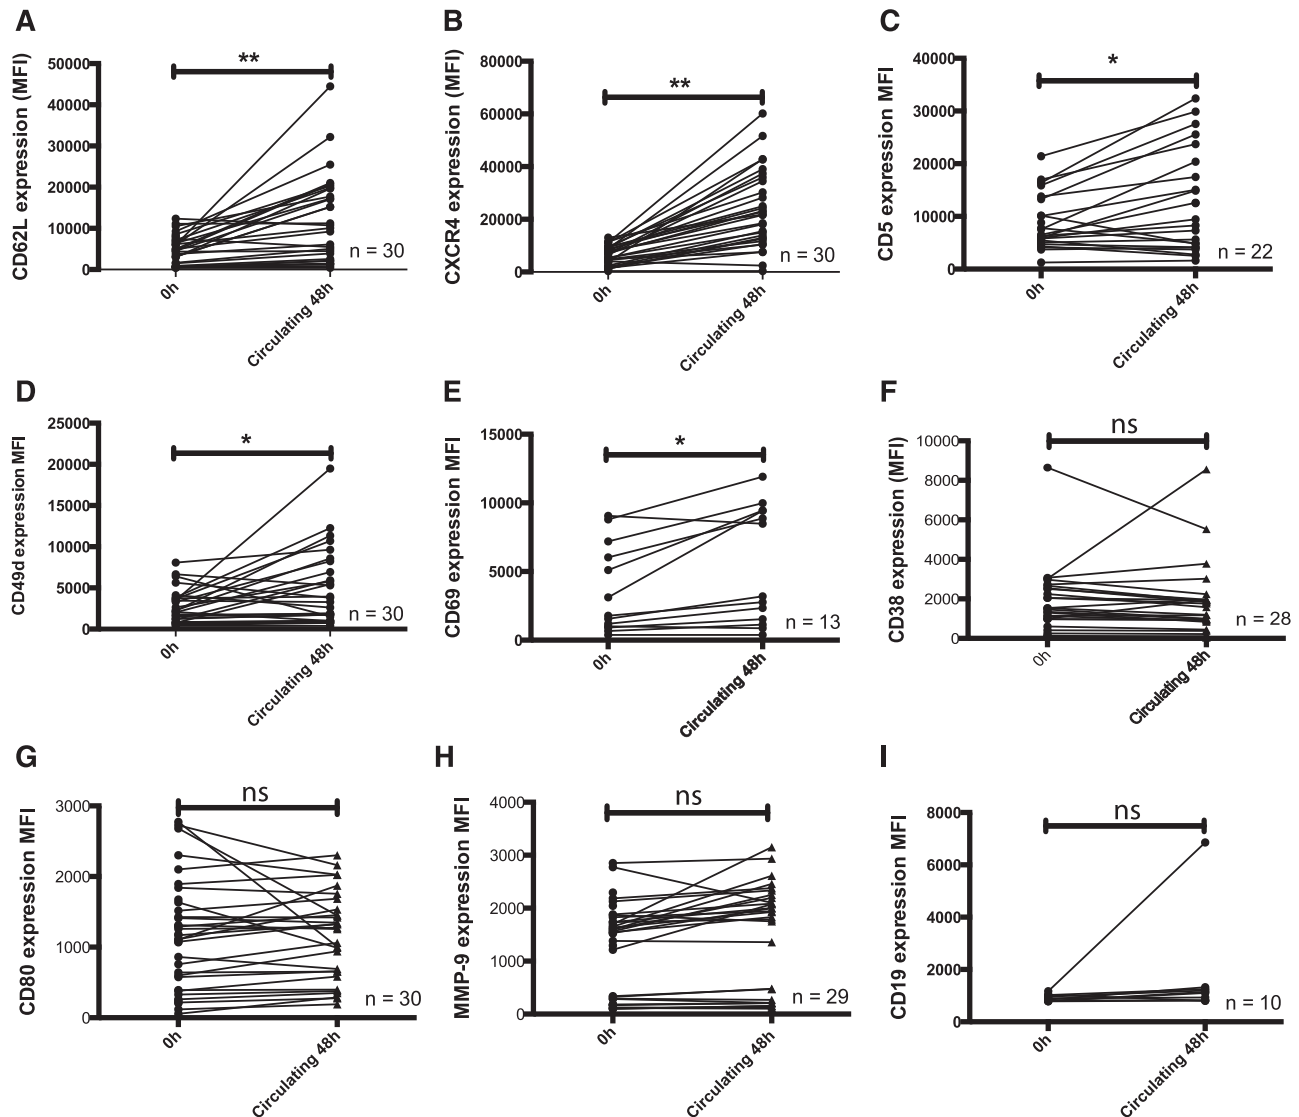 A
CD62L expression (MFI)
50000
40000
30000
20000
10000
0
**
n = 30
0h
Circulating 48h
B
CXCR4 expression (MFI)
80000
60000
40000
20000
0
**
n = 30
0h
Circulating 48h
C
CD5 expression MFI
40000
30000
20000
10000
0
*
n = 22
0h
Circulating 48h
D
CD49d expression MFI
25000
20000
15000
10000
5000
0
*
n = 30
0h
Circulating 48h
E
CD69 expression MFI
15000
10000
5000
0
*
n = 13
0h
Circulating 48h
F
CD38 expression (MFI)
10000
8000
6000
4000
2000
0
ns
n = 28
0h
Circulating 48h
G
CD80 expression MFI
3000
2000
1000
0
ns
n = 30
0h
Circulating 48h
H
MMP-9 expression MFI
4000
3000
2000
1000
0
ns
n = 29
0h
Circulating 48h
I
CD19 expression MFI
8000
6000
4000
2000
0
ns
n = 10
0h
Circulating 48h